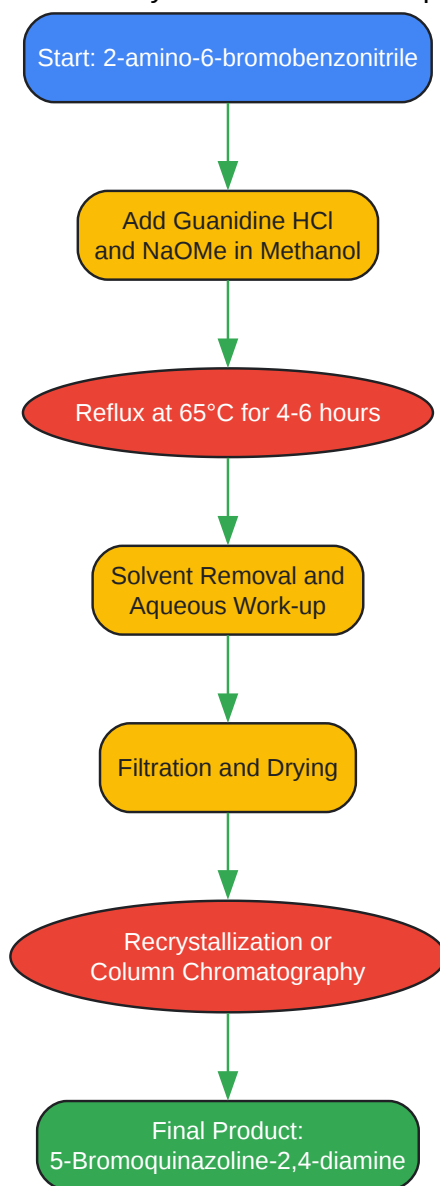 Start: 2-amino-6-bromobenzonitrile
Add Guanidine HCl
and NaOMe in Methanol
Reflux at 65°C for 4-6 hours
Solvent Removal and
Aqueous Work-up
Filtration and Drying
Recrystallization or
Column Chromatography
Final Product:
5-Bromoquinazoline-2,4-diamine